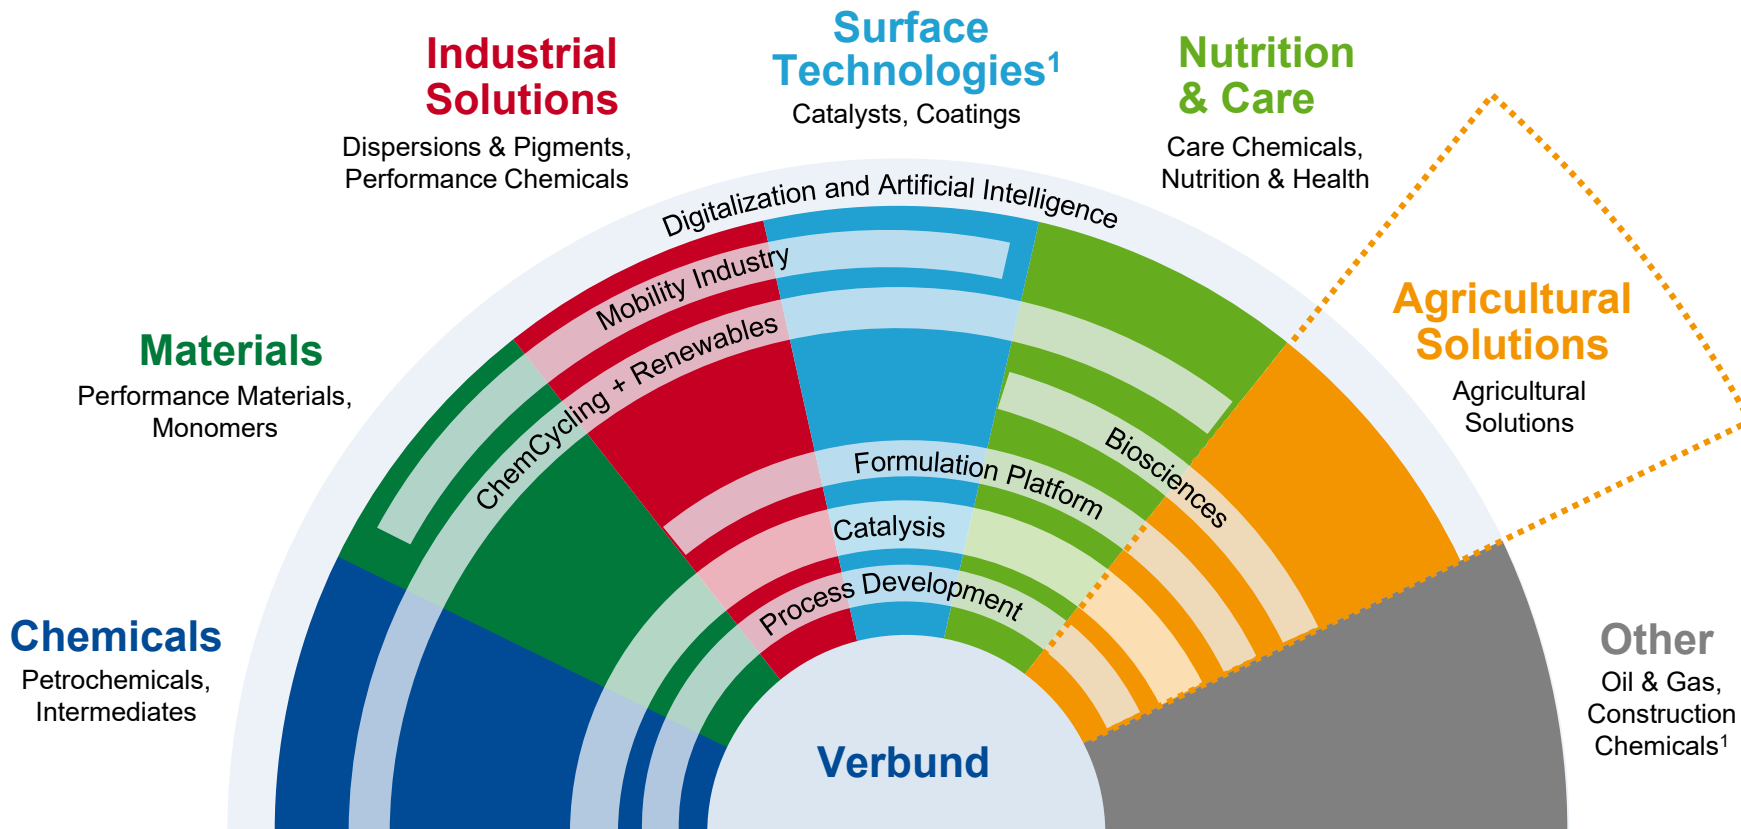 Surface
Technologies¹
Catalysts, Coatings
Industrial
Solutions
Dispersions & Pigments,
Performance Chemicals
Nutrition
& Care
Care Chemicals,
Nutrition & Health
Materials
Performance Materials,
Monomers
Agricultural
Solutions
Agricultural
Solutions
Chemicals
Petrochemicals,
Intermediates
Other
Oil & Gas,
Construction
Chemicals¹
Digitalization and Artificial Intelligence
Mobility Industry
ChemCycling + Renewables
Biosciences
Formulation Platform
Catalysis
Process Development
Verbund